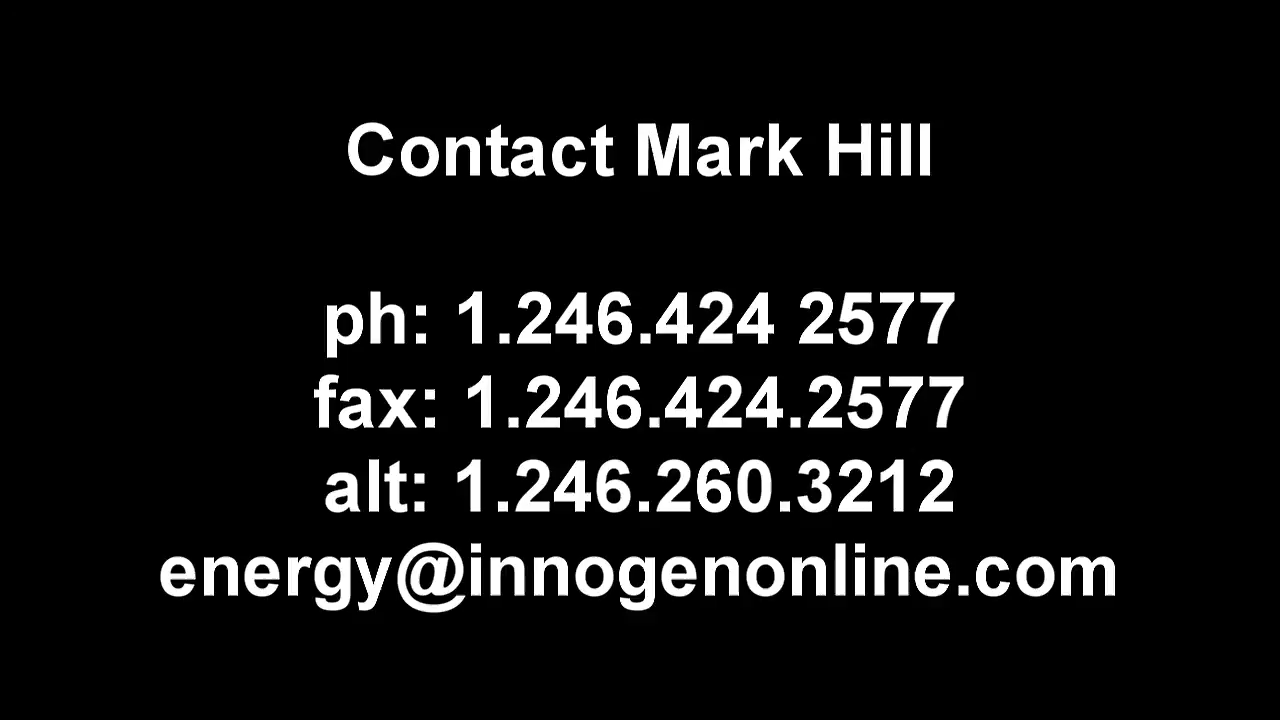 Contact Mark Hill
ph: 1.246.424 2577
fax: 1.246.424.2577
alt: 1.246.260.3212
energy@innogenonline.com